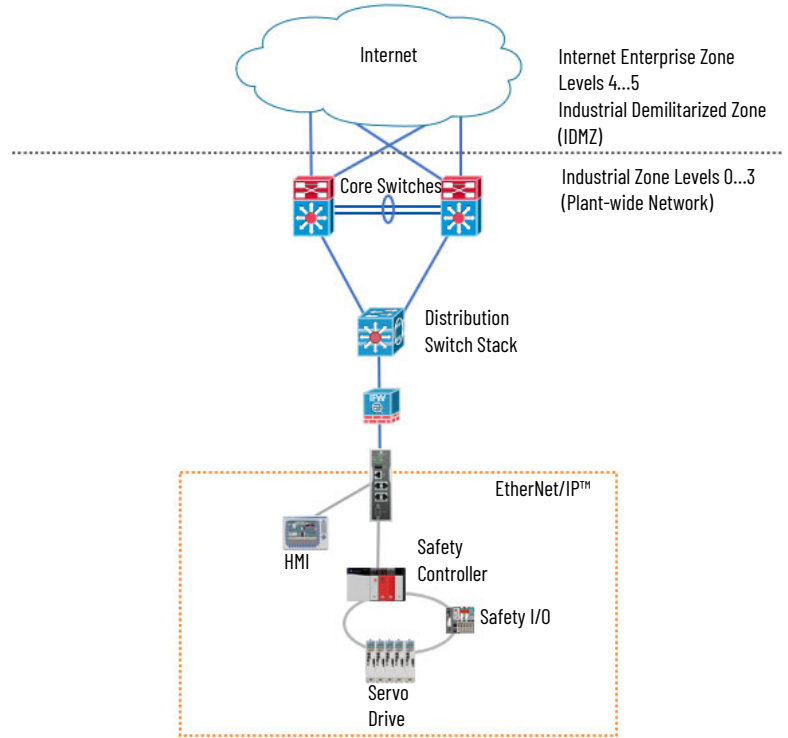 Internet
Internet Enterprise Zone
Levels 4...5
Industrial Demilitarized Zone
(IDMZ)
Industrial Zone Levels 0...3
(Plant-wide Network)
Core Switches
Distribution
Switch Stack
IFW
EtherNet/IP™
HMI
Safety
Controller
Safety I/O
Servo
Drive